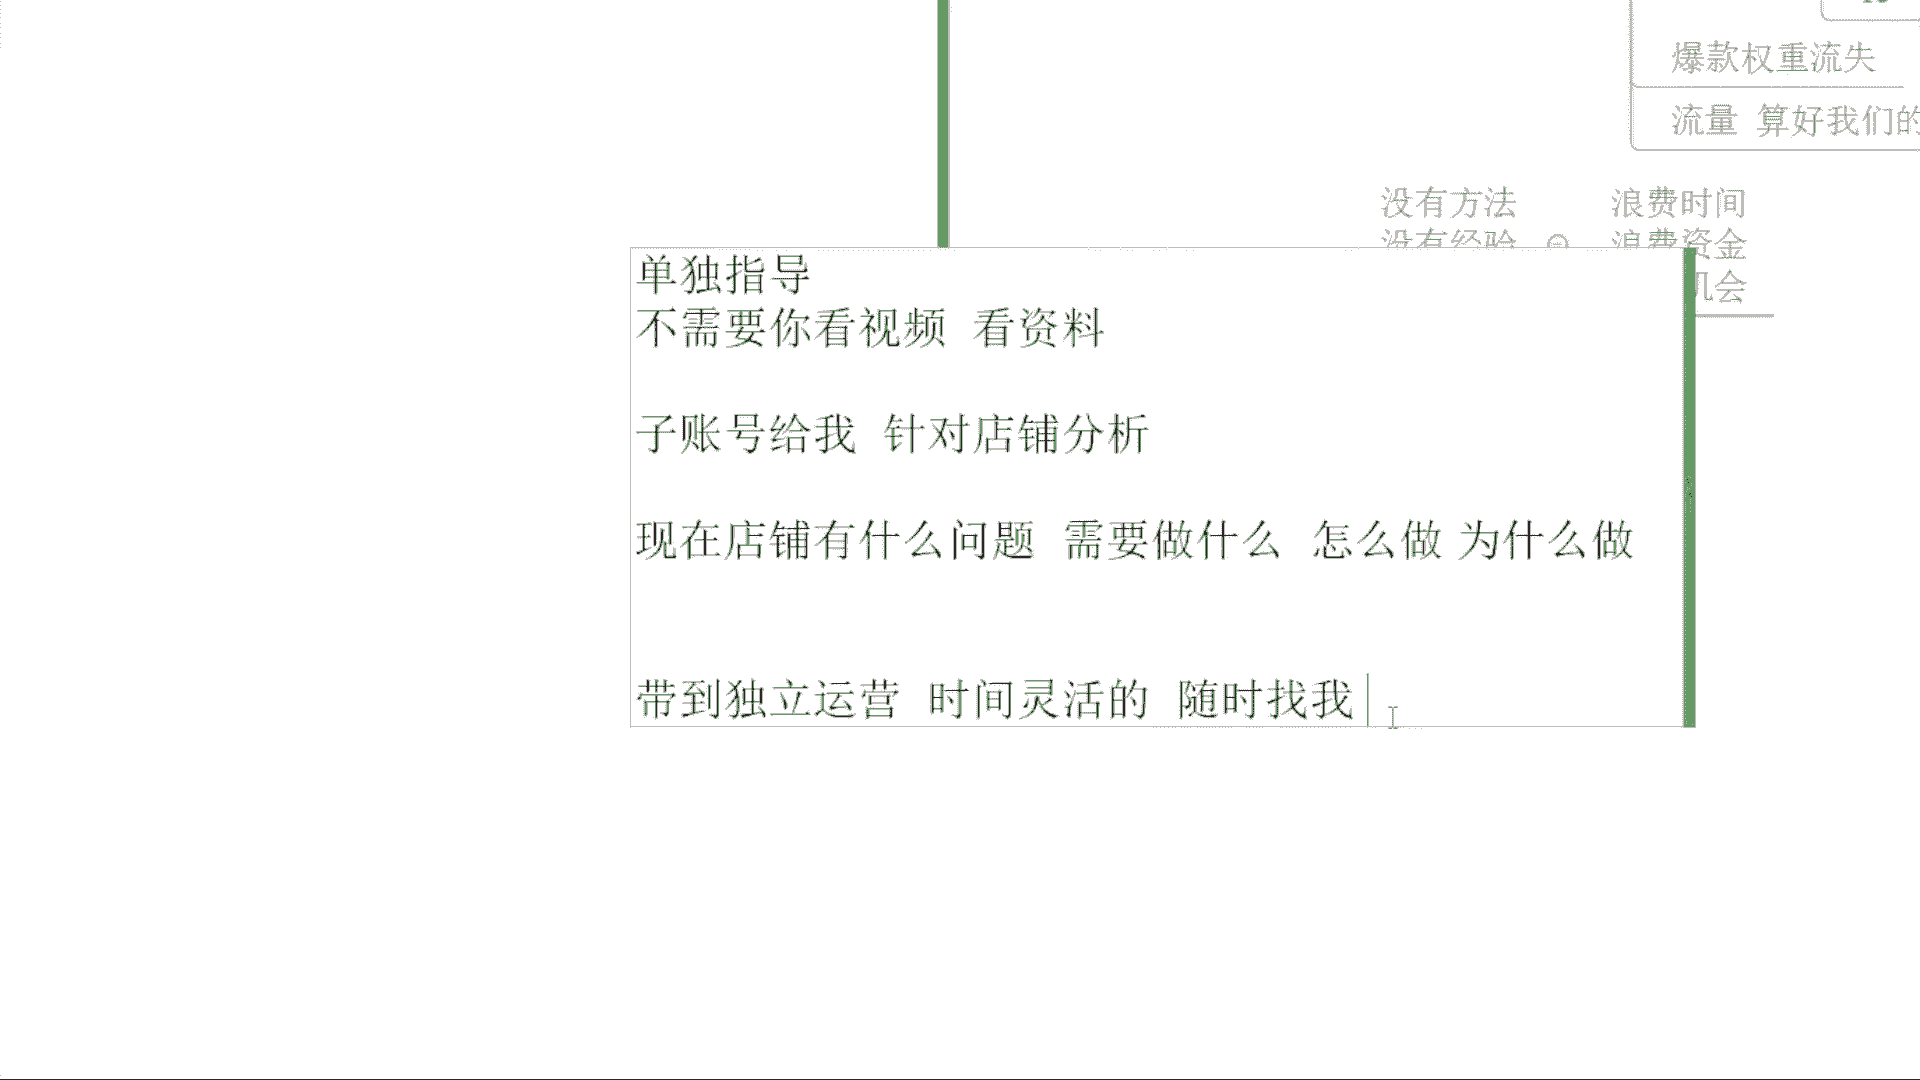 爆款权重流失
流量 算好我们的
没有方法
没有经验
浪费时间
浪费资金
机会
单独指导
不需要你看视频 看资料
子账号给我 针对店铺分析
现在店铺有什么问题 需要做什么 怎么做 为什么做
带到独立运营 时间灵活的 随时找我